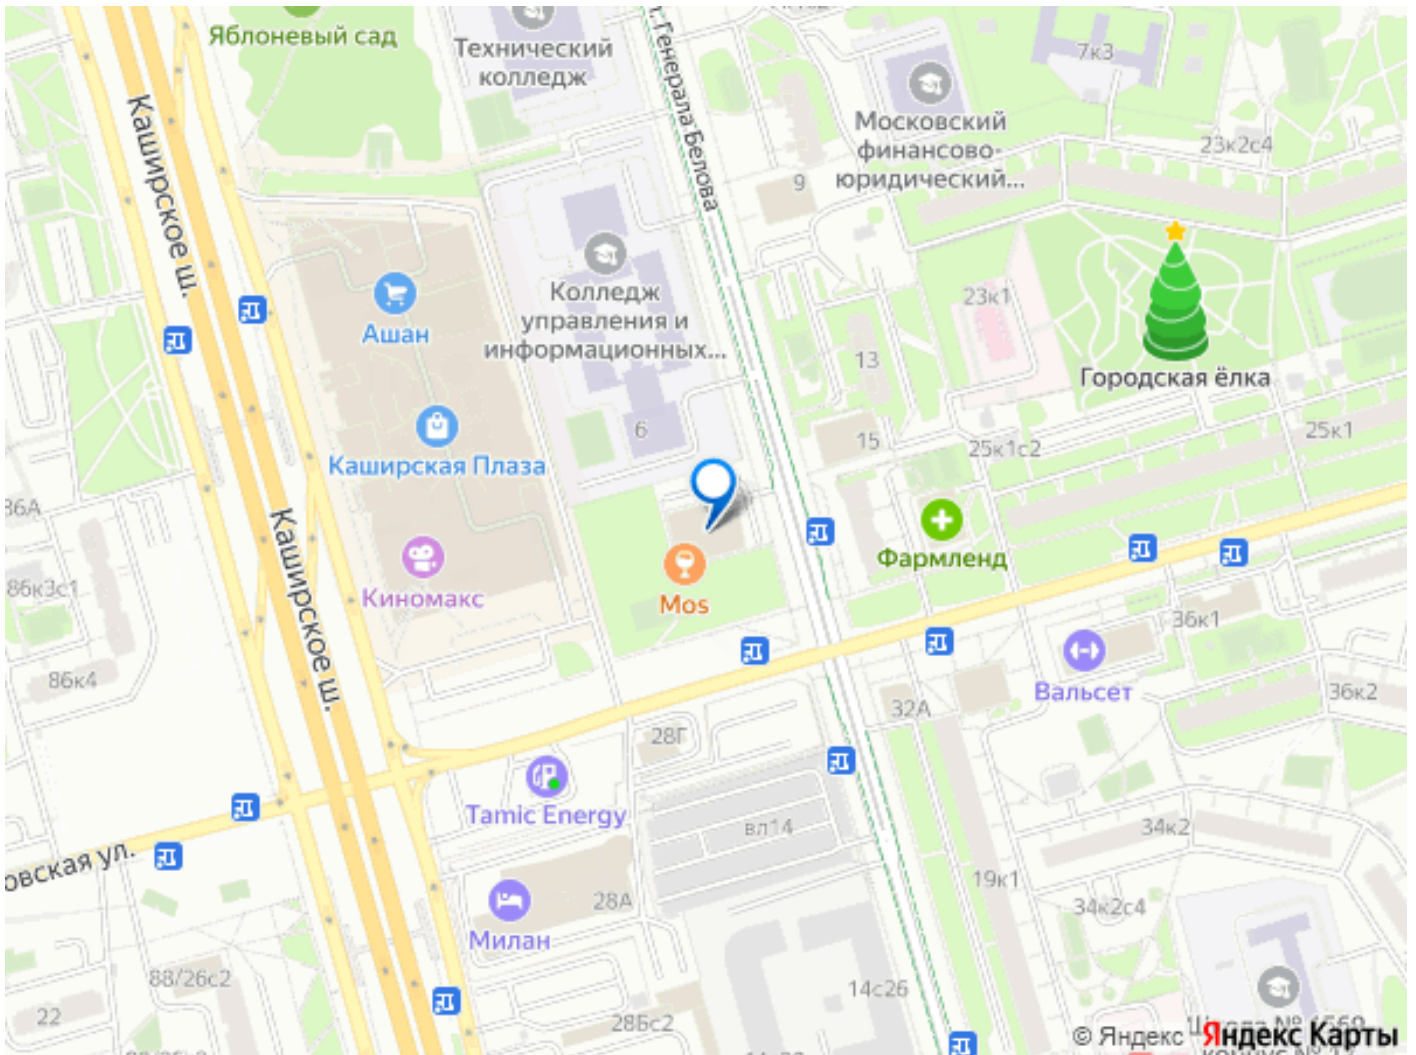 Яблоневый сад
Технический
колледж
Генерала Белова
7к3
Московский
финансово-
юридический...
23к2с4
9
Каширское ш.
Колледж
управления и
информационных...
Ашан
23к1
Городская ёлка
13
6
15
25к1с2
25к1
Каширская Плаза
86А
Каширское ш.
Фармленд
Киномакс
Mos
86к3с1
36к1
86к4
Вальсет
36к2
32А
28Г
Tamic Energy
вл14
34к2
овская ул.
19к1
28А
34к2с4
Милан
88/26с2
14с26
22
28Бс2
© Яндекс Яндекс Карты